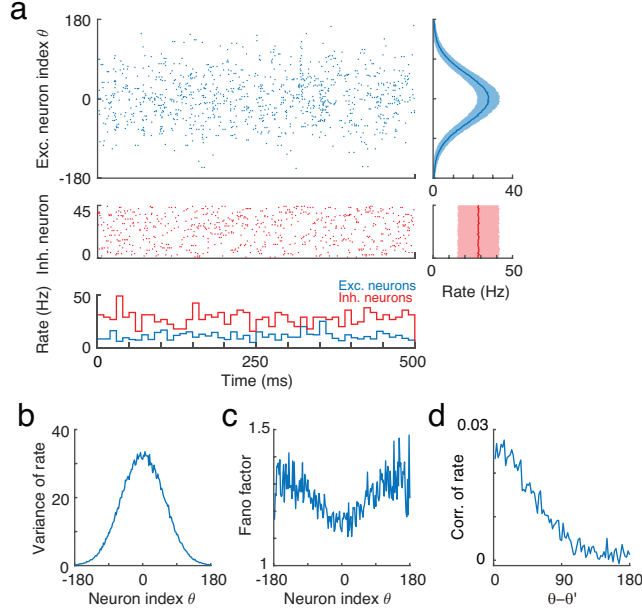 a
Exc. neuron index θ
180
0
-180
0
40
Inh. neuron
45
0
0
50
Rate (Hz)
Exc. neurons
Inh. neurons
Rate (Hz)
50
0
0
250
500
Time (ms)
b
Variance of rate
40
20
0
-180
0
180
Neuron index θ
c
Fano factor
1.5
1
-180
0
180
Neuron index θ
d
Corr. of rate
0.03
0
0
90
180
θ-θ'